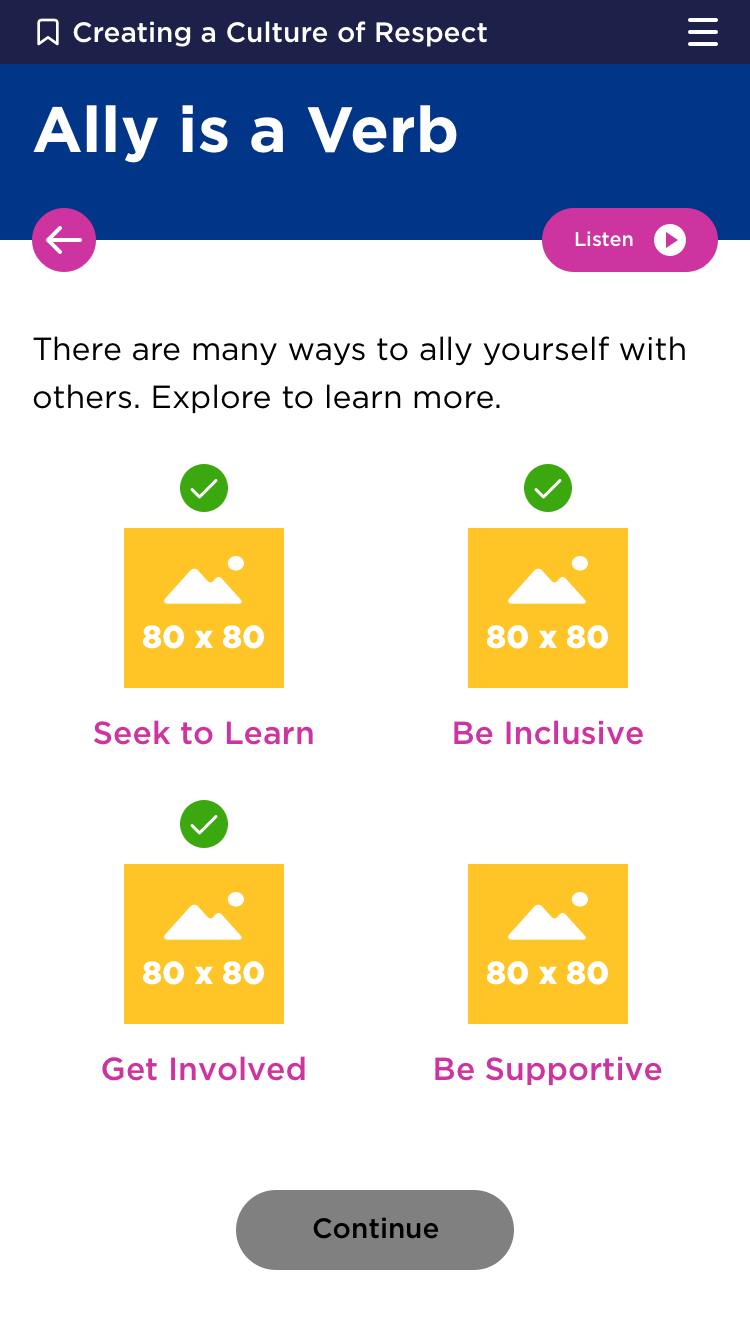 Creating a Culture of Respect
Ally is a Verb
Listen
There are many ways to ally yourself with
others. Explore to learn more.
80 x 80
80 x 80
Seek to Learn
Be Inclusive
80 x 80
80 x 80
Get Involved
Be Supportive
Continue